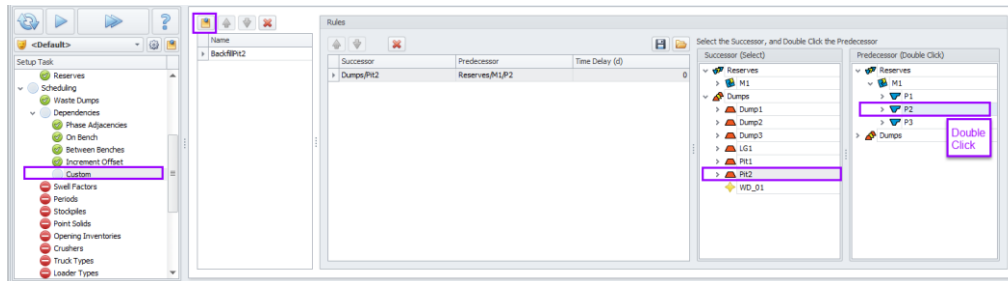 ?
<Default>
Setup Task
Reserves
Scheduling
Waste Dumps
Dependencies
Phase Adjacencies
On Bench
Between Benches
Increment Offset
Custom
Swell Factors
Periods
Stockpiles
Point Solids
Opening Inventories
Crushers
Truck Types
Loader Types
Name
BackfillPit2
Rules
Successor Predecessor Time Delay (d)
Dumps/Pit2 Reserves/M1/P2 0
Select the Successor, and Double Click the Predecessor
Successor (Select)
Reserves
M1
Dumps
Dump1
Dump2
Dump3
LG1
Pit1
Pit2
WD_01
Predecessor (Double Click)
Reserves
M1
P1
P2
P3
Dumps
Double
Click